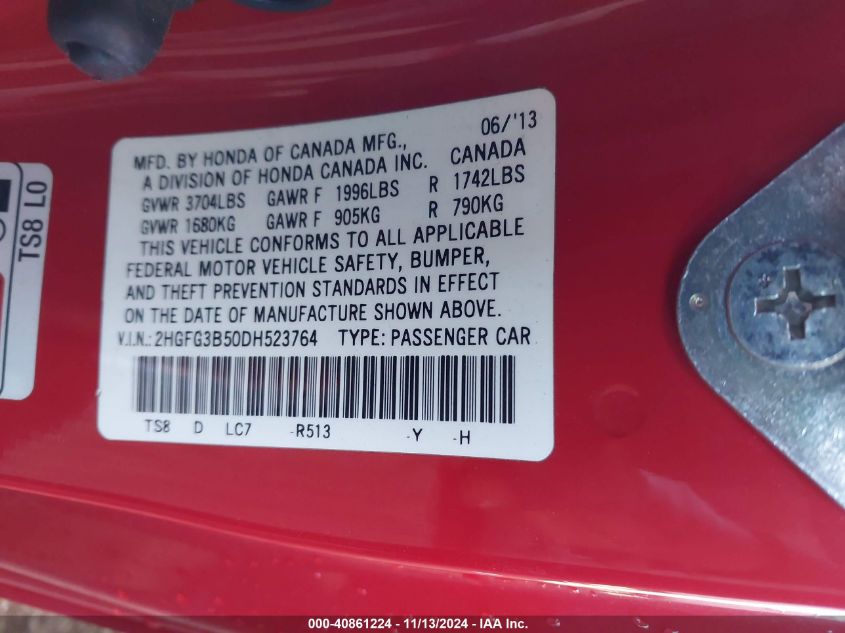 06/'13
MFD. BY HONDA OF CANADA MFG.,
A DIVISION OF HONDA CANADA INC. CANADA
GVWR 3704LBS GAWR F 1996LBS R 1742LBS
GVWR 1680KG GAWR F 905KG R 790KG
THIS VEHICLE CONFORMS TO ALL APPLICABLE
FEDERAL MOTOR VEHICLE SAFETY, BUMPER,
AND THEFT PREVENTION STANDARDS IN EFFECT
ON THE DATE OF MANUFACTURE SHOWN ABOVE.
V.I.N.: 2HGFG3B50DH523764 TYPE: PASSENGER CAR
TS8 D LC7 -R513 -Y -H
TS8 L0
000-40861224 - 11/13/2024 - IAA Inc.